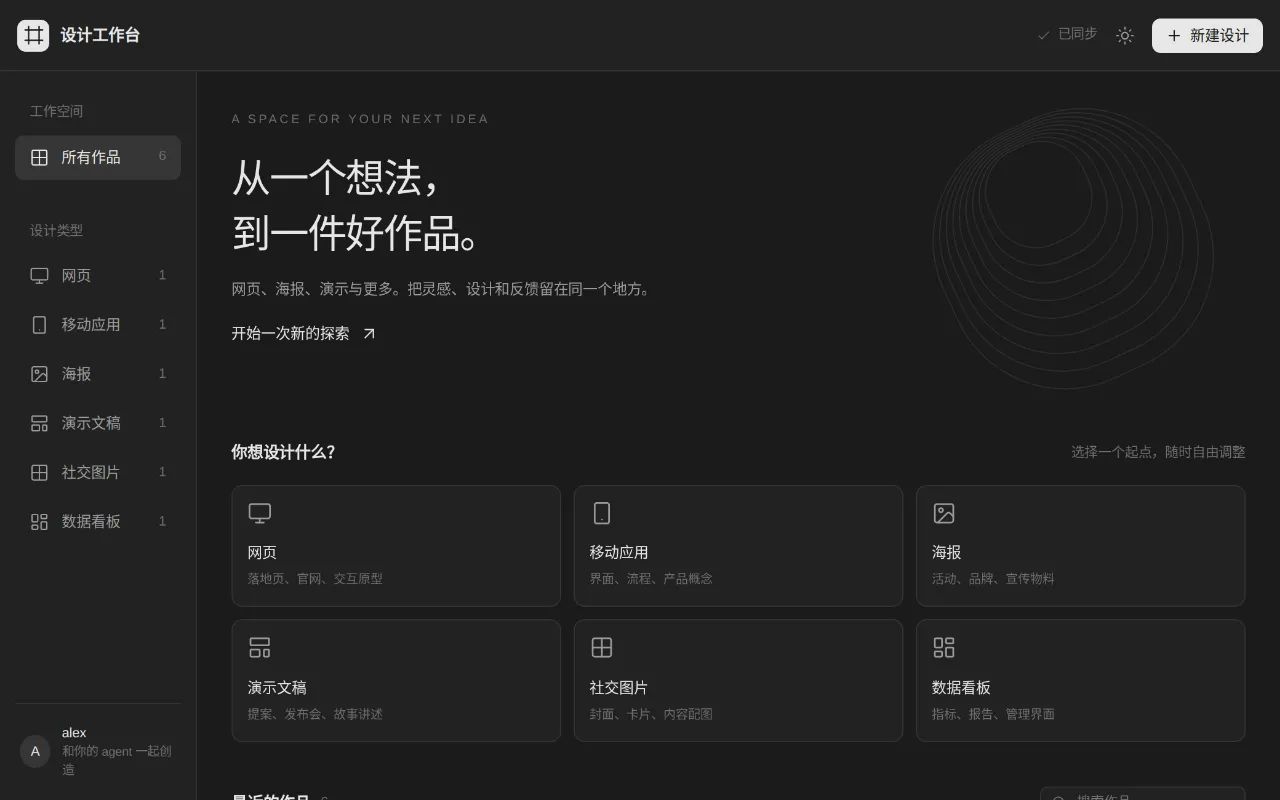 设计工作台
已同步
新建设计
工作空间
所有作品 6
设计类型
网页 1
移动应用 1
海报 1
演示文稿 1
社交图片 1
数据看板 1
A
alex
和你的 agent 一起创
造
A SPACE FOR YOUR NEXT IDEA
从一个想法，
到一件好作品。
网页、海报、演示与更多。把灵感、设计和反馈留在同一个地方。
开始一次新的探索
你想设计什么？
选择一个起点，随时自由调整
网页
落地页、官网、交互原型
移动应用
界面、流程、产品概念
海报
活动、品牌、宣传物料
演示文稿
提案、发布会、故事讲述
社交图片
封面、卡片、内容配图
数据看板
指标、报告、管理界面
最近的作品 6
搜索作品